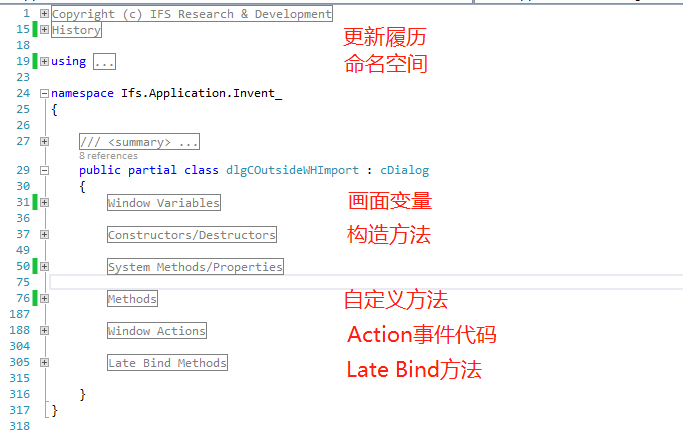 1 Copyright (c) IFS Research & Development
15 History 更新履历
18
19 using ... 命名空间
23
24 namespace Ifs.Application.Invent_
25 {
26
27 /// <summary> ...
8 references
29 public partial class dlgCOutsideWHImport : cDialog
30 {
31 Window Variables 画面变量
36
37 Constructors/Destructors 构造方法
49
50 System Methods/Properties
75
76 Methods 自定义方法
187
188 Window Actions Action事件代码
304
305 Late Bind Methods Late Bind方法
315
316 }
317 }
318